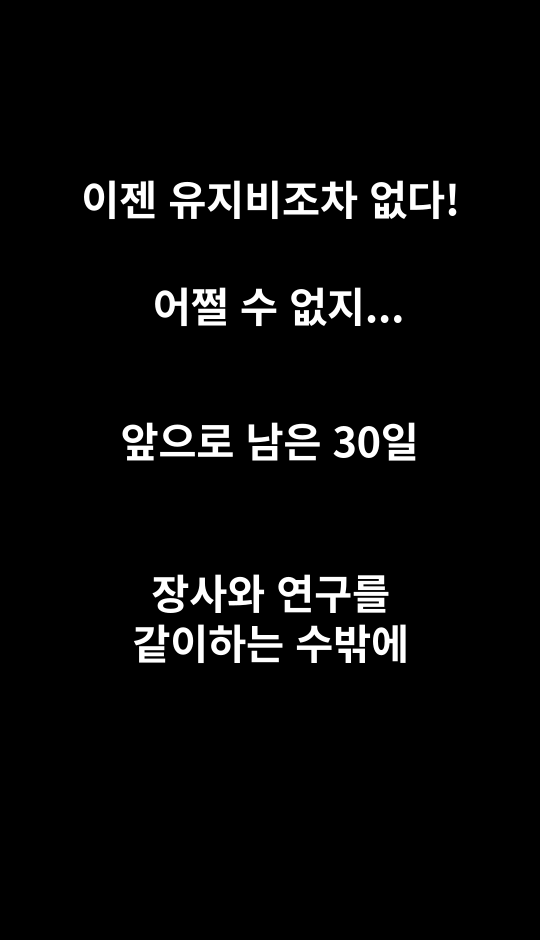 이젠 유지비조차 없다!
어쩔 수 없지...
앞으로 남은 30일
장사와 연구를
같이하는 수밖에